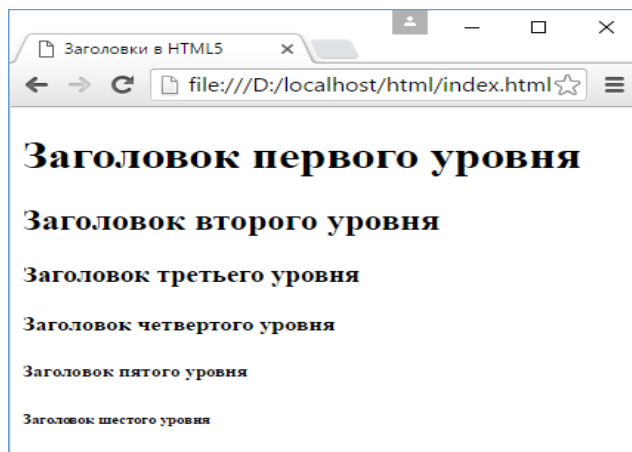 Заголовки в HTML5
file:///D:/localhost/html/index.html
Заголовок первого уровня
Заголовок второго уровня
Заголовок третьего уровня
Заголовок четвертого уровня
Заголовок пятого уровня
Заголовок шестого уровня